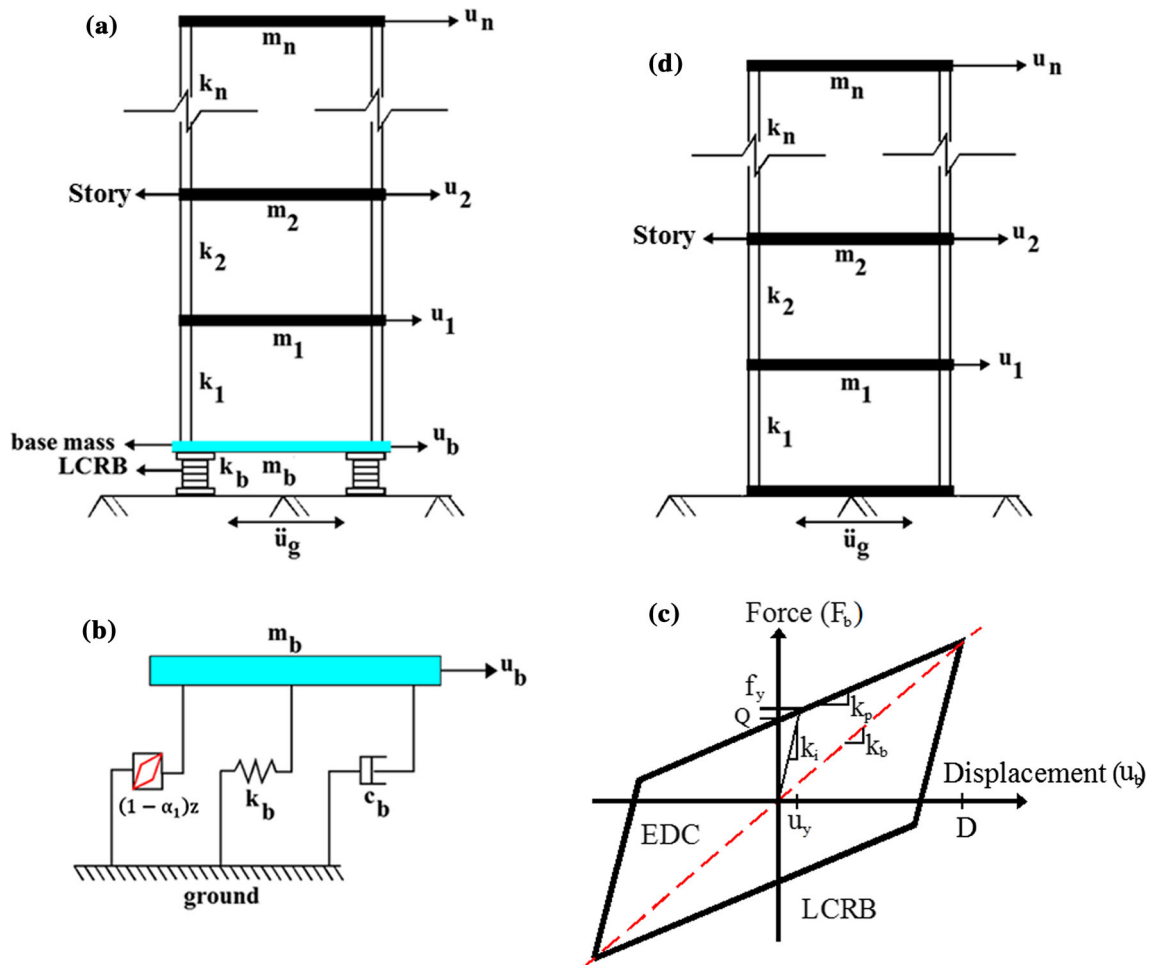 (a)
u_n
m_n
k_n
Story
u_2
m_2
k_2
u_1
m_1
k_1
base mass
u_b
LCRB
k_b
m_b
ü_g
(d)
u_n
m_n
k_n
Story
u_2
m_2
k_2
u_1
m_1
k_1
ü_g
(b)
m_b
u_b
(1 − α₁)z
k_b
c_b
ground
(c)
Force (F_b)
f_y
Q
k_p
k_i
k_b
Displacement (u_b)
u_y
D
EDC
LCRB